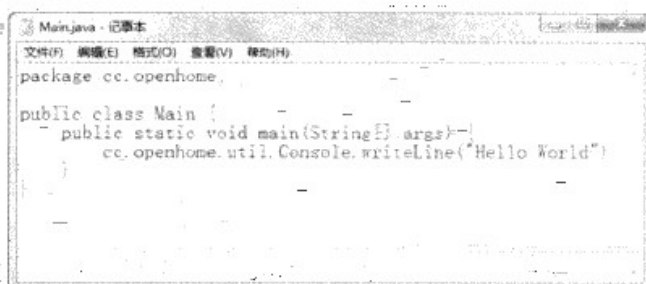 Main.java - 记事本
文件(F) 编辑(E) 格式(O) 查看(V) 帮助(H)
package cc.openhome;
public class Main {
public static void main(String[] args) {
cc.openhome.util.Console.writeLine("Hello World")
}
}